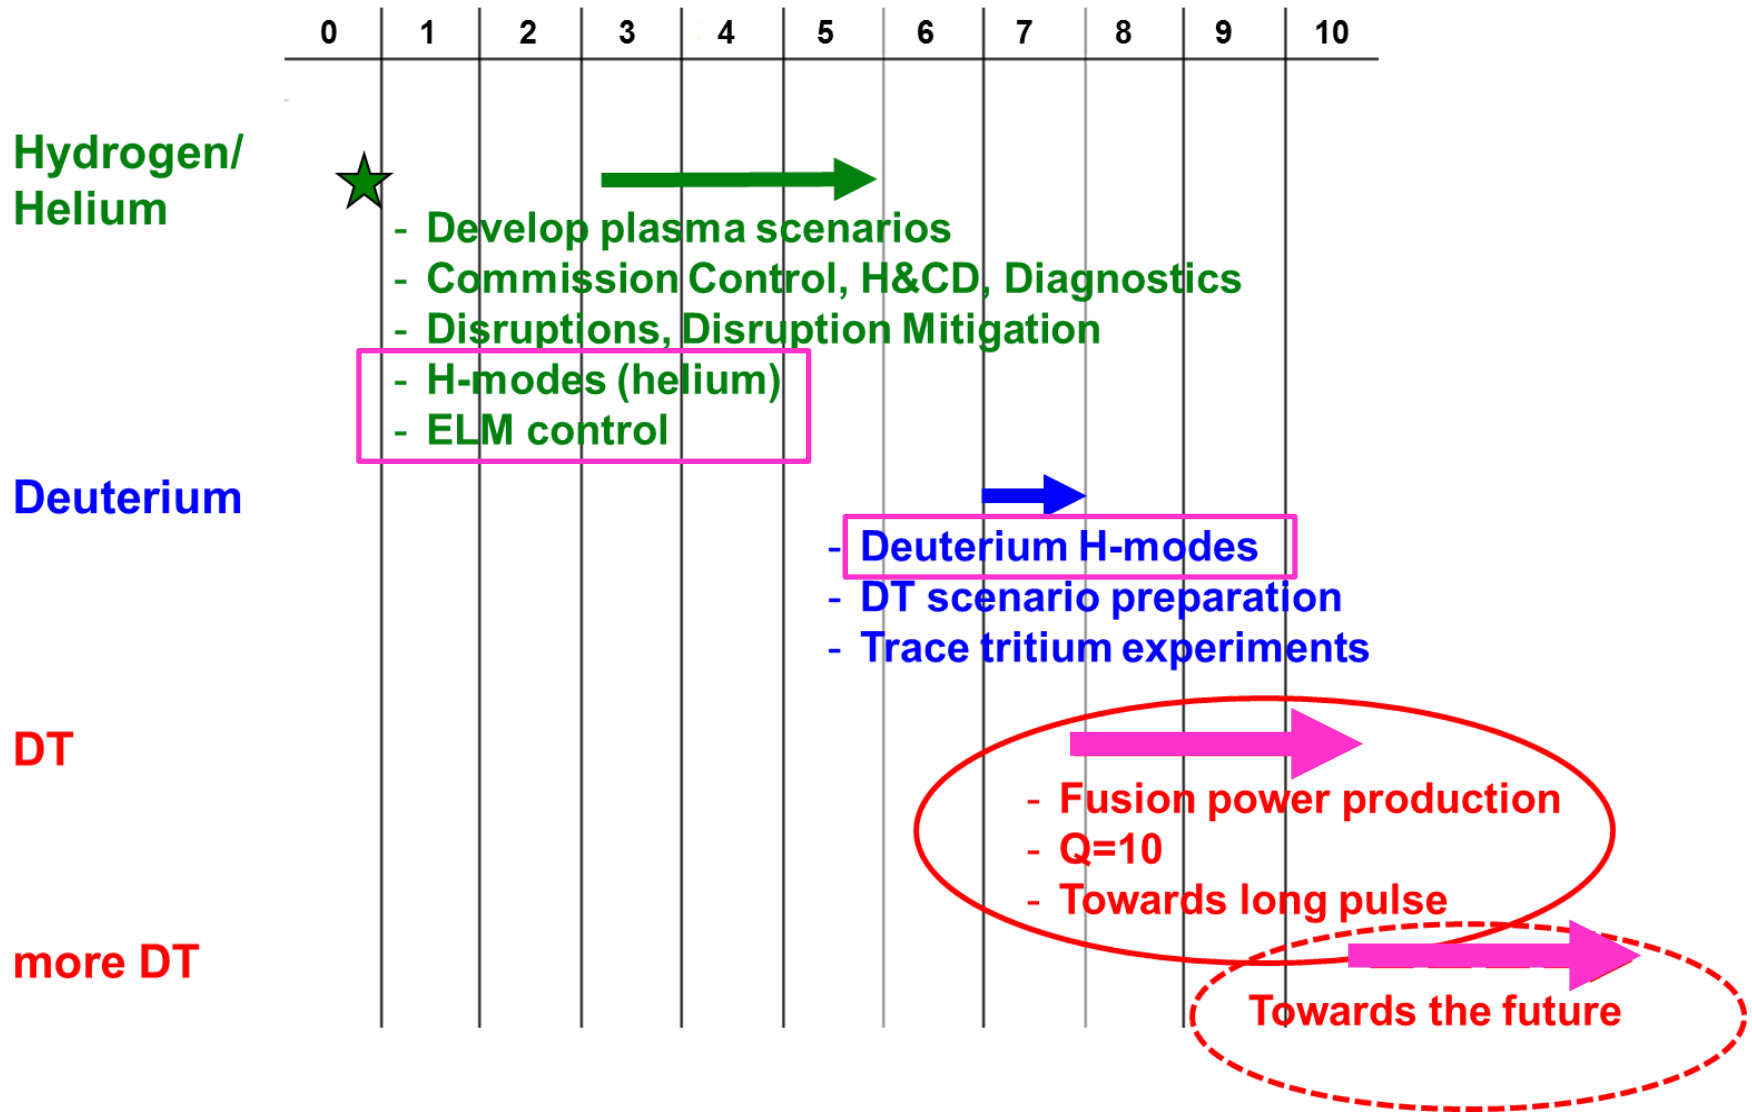 0 1 2 3 4 5 6 7 8 9 10
Hydrogen/
Helium
- Develop plasma scenarios
- Commission Control, H&CD, Diagnostics
- Disruptions, Disruption Mitigation
- H-modes (helium)
- ELM control
Deuterium
- Deuterium H-modes
- DT scenario preparation
- Trace tritium experiments
DT
- Fusion power production
- Q=10
- Towards long pulse
more DT
Towards the future